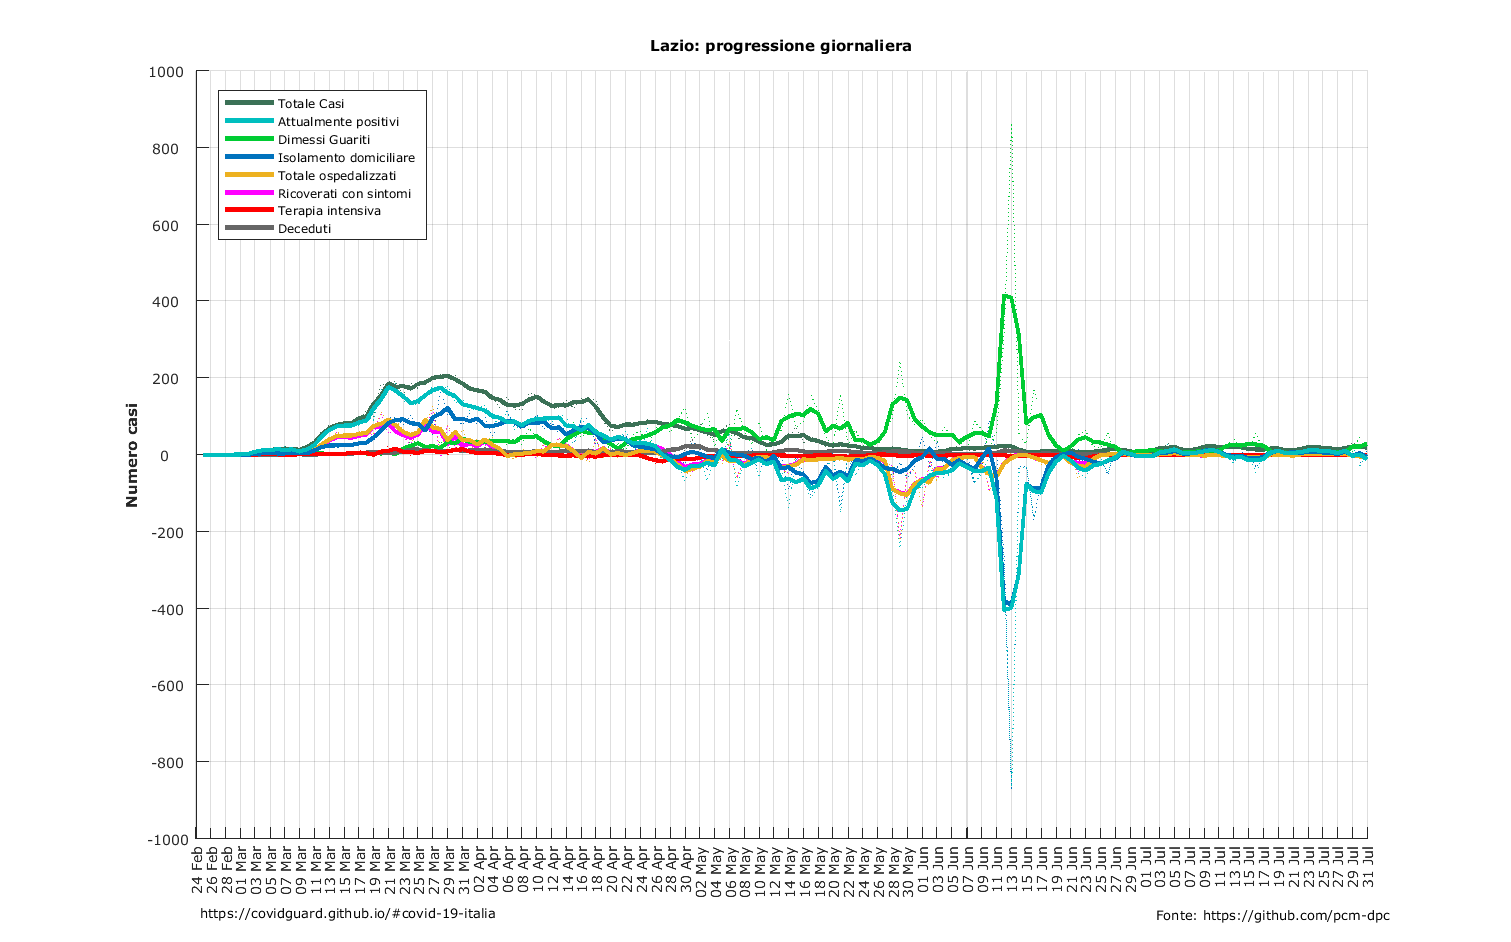 Lazio: progressione giornaliera
1000
800
600
400
200
0
-200
-400
-600
-800
-1000
Numero casi
Totale Casi
Attualmente positivi
Dimessi Guariti
Isolamento domiciliare
Totale ospedalizzati
Ricoverati con sintomi
Terapia intensiva
Deceduti
24 Feb
26 Feb
28 Feb
01 Mar
03 Mar
05 Mar
07 Mar
09 Mar
11 Mar
13 Mar
15 Mar
17 Mar
19 Mar
21 Mar
23 Mar
25 Mar
27 Mar
29 Mar
31 Mar
02 Apr
04 Apr
06 Apr
08 Apr
10 Apr
12 Apr
14 Apr
16 Apr
18 Apr
20 Apr
22 Apr
24 Apr
26 Apr
28 Apr
30 Apr
02 May
04 May
06 May
08 May
10 May
12 May
14 May
16 May
18 May
20 May
22 May
24 May
26 May
28 May
30 May
01 Jun
03 Jun
05 Jun
07 Jun
09 Jun
11 Jun
13 Jun
15 Jun
17 Jun
19 Jun
21 Jun
23 Jun
25 Jun
27 Jun
29 Jun
01 Jul
03 Jul
05 Jul
07 Jul
09 Jul
11 Jul
13 Jul
15 Jul
17 Jul
19 Jul
21 Jul
23 Jul
25 Jul
27 Jul
29 Jul
31 Jul
https://covidguard.github.io/#covid-19-italia
Fonte: https://github.com/pcm-dpc